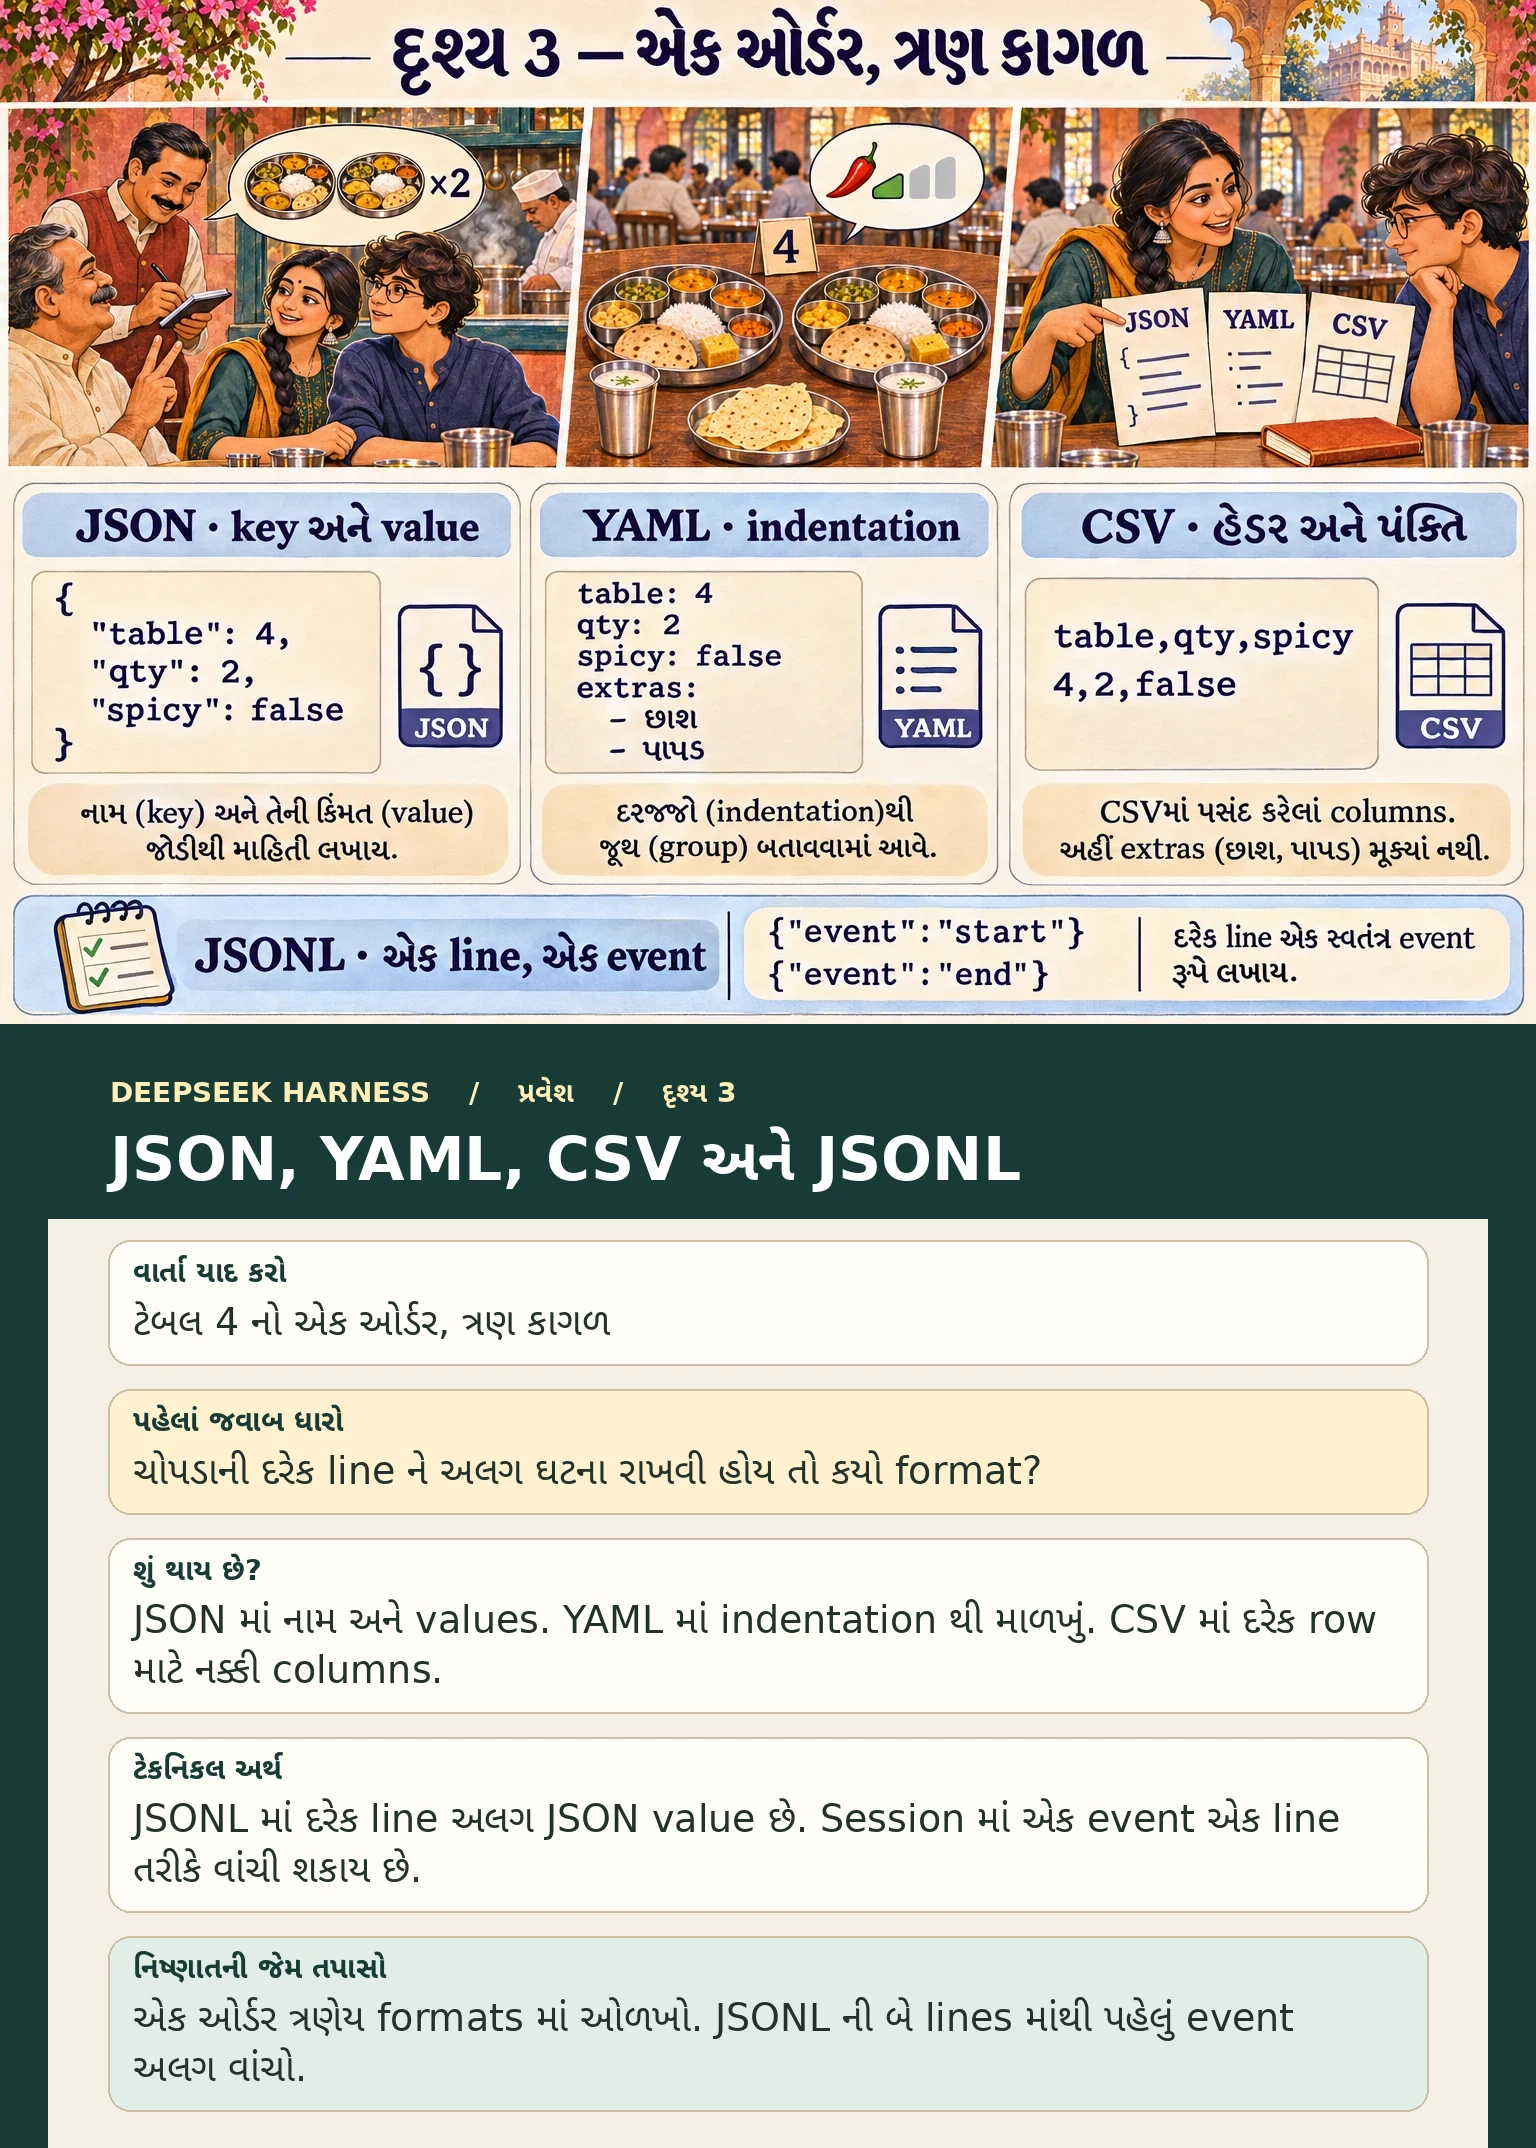 દૃશ્ય 3 — એક ઓર્ડર, ત્રણ કાગળ
×2
4
JSON
{
}
YAML
CSV
JSON · key અને value
{
"table": 4,
"qty": 2,
"spicy": false
}
JSON
નામ (key) અને તેની કિંમત (value)
જોડીથી માહિતી લખાય.
YAML · indentation
table: 4
qty: 2
spicy: false
extras:
– છાશ
– પાપડ
YAML
દરજ્જો (indentation)થી
જૂથ (group) બતાવવામાં આવે.
CSV · હેડર અને પંક્તિ
table,qty,spicy
4,2,false
CSV
CSVમાં પસંદ કરેલાં columns.
અહીં extras (છાશ, પાપડ) મૂક્યાં નથી.
JSONL · એક line, એક event
{"event":"start"}
{"event":"end"}
દરેક line એક સ્વતંત્ર event
રૂપે લખાય.
DEEPSEEK HARNESS / પ્રવેશ / દૃશ્ય 3
JSON, YAML, CSV અને JSONL
વાર્તા યાદ કરો
ટેબલ 4 નો એક ઓર્ડર, ત્રણ કાગળ
પહેલાં જવાબ ધારો
ચોપડાની દરેક line ને અલગ ઘટના રાખવી હોય તો કયો format?
શું થાય છે?
JSON માં નામ અને values. YAML માં indentation થી માળખું. CSV માં દરેક row
માટે નક્કી columns.
ટેકનિકલ અર્થ
JSONL માં દરેક line અલગ JSON value છે. Session માં એક event એક line
તરીકે વાંચી શકાય છે.
નિષ્ણાતની જેમ તપાસો
એક ઓર્ડર ત્રણેય formats માં ઓળખો. JSONL ની બે lines માંથી પહેલું event
અલગ વાંચો.